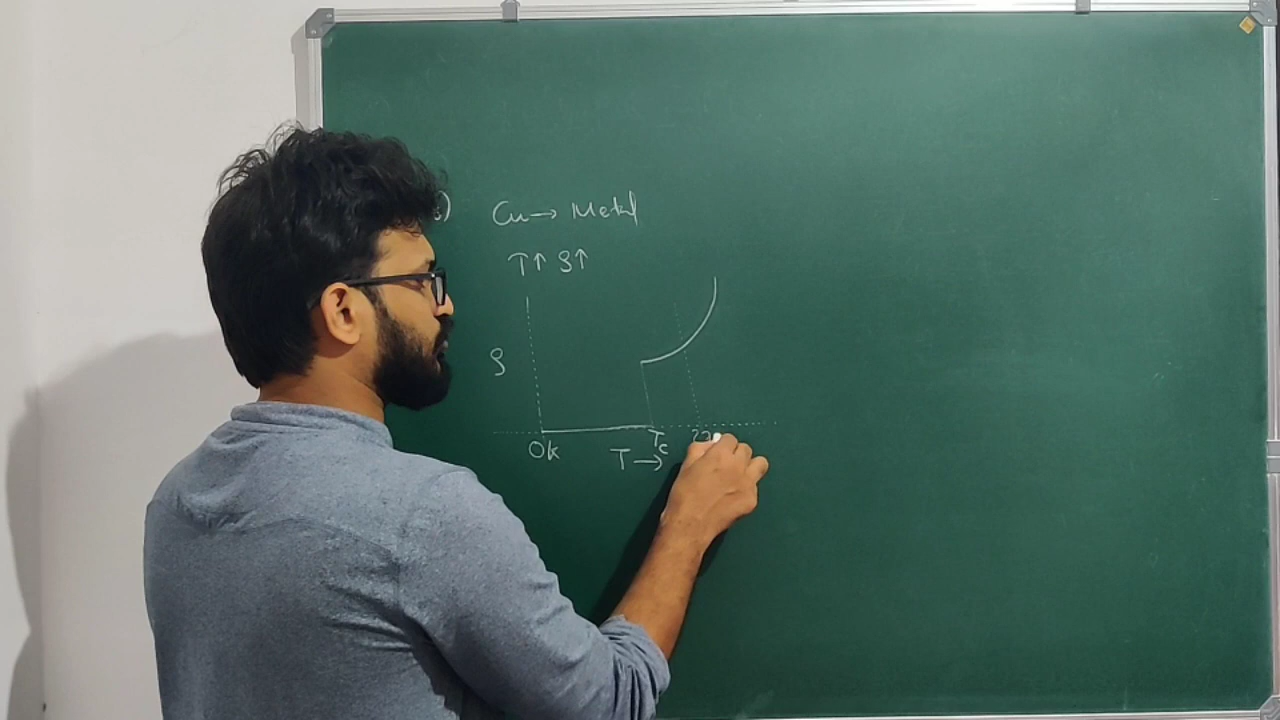 Cu → Metal
T↑ ρ↑
ρ
0K
Tc
T →